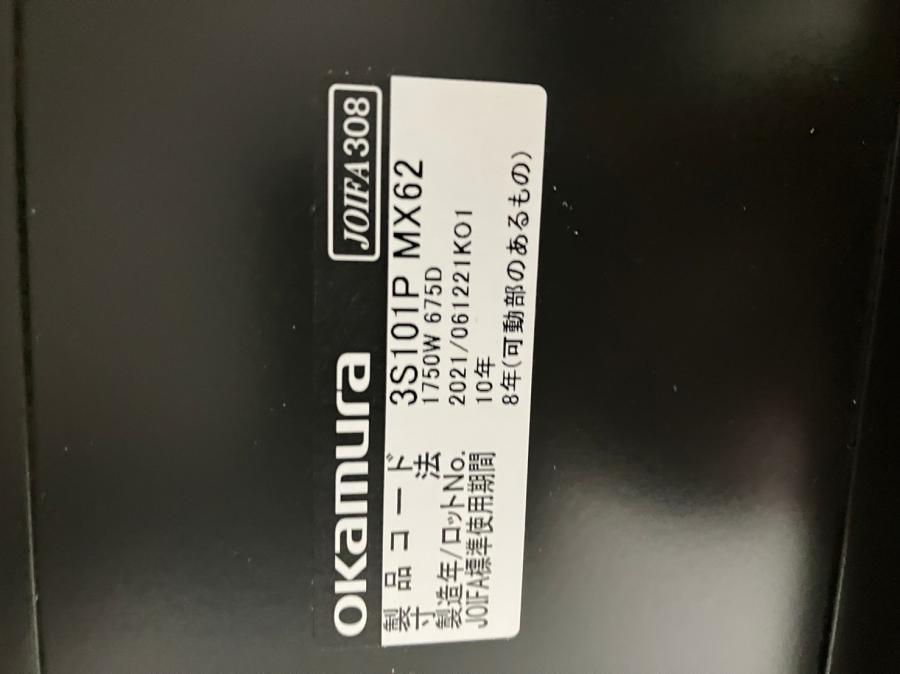 OKamura JOIFA308
製品コード 3S101P MX62
寸法 1750W 675D
製造年/ロットNo. 2021/061221K01
JOIFA標準使用期間 10年
8年(可動部のあるもの)